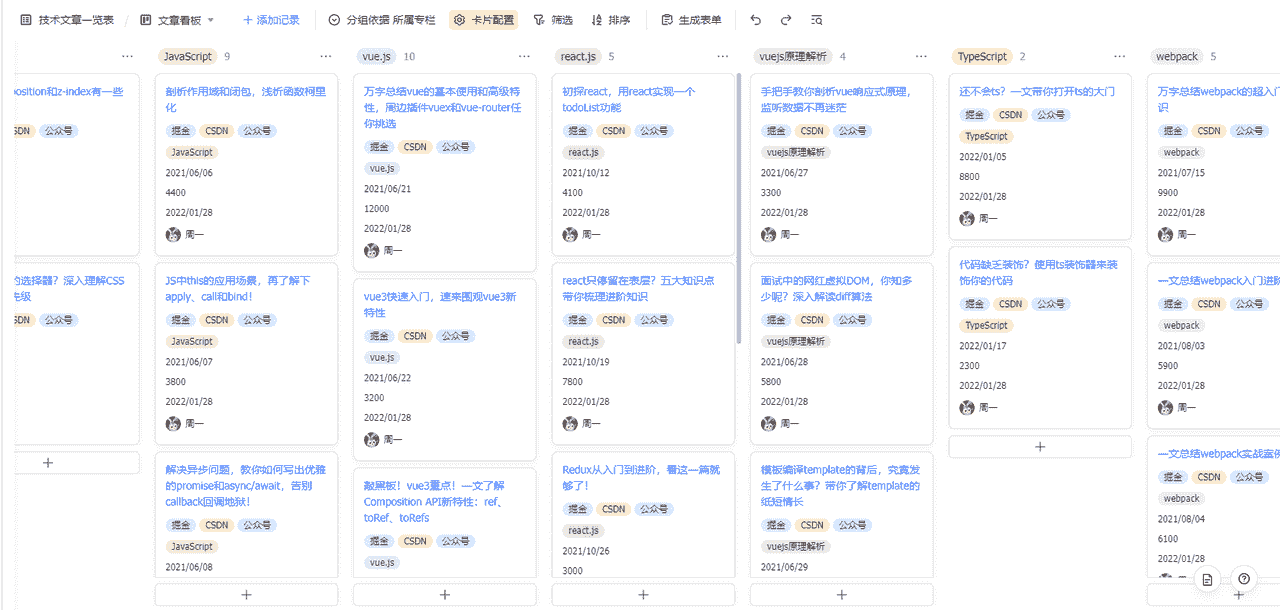 技术文章一览表
文章看板
添加记录
分组依据 所属专栏
卡片配置
筛选
排序
生成表单
osition和z-index有一些
SDN 公众号
的选择器？深入理解CSS
先级
SDN 公众号
JavaScript 9
剖析作用域和闭包，浅析函数柯里
化
掘金 CSDN 公众号
JavaScript
2021/06/06
4400
2022/01/28
周一
JS中this的应用场景，再了解下
apply、call和bind！
掘金 CSDN 公众号
JavaScript
2021/06/07
3800
2022/01/28
周一
解决异步问题，教你如何写出优雅
的promise和async/await，告别
callback回调地狱！
掘金 CSDN 公众号
JavaScript
2021/06/08
vue.js 10
万字总结vue的基本使用和高级特
性，周边插件vuex和vue-router任
你挑选
掘金 CSDN 公众号
vue.js
2021/06/21
12000
2022/01/28
周一
vue3快速入门，速来围观vue3新
特性
掘金 CSDN 公众号
vue.js
2021/06/22
3200
2022/01/28
周一
敲黑板！vue3重点！一文了解
Composition API新特性：ref、
toRef、toRefs
掘金 CSDN 公众号
vue.js
react.js 5
初探react，用react实现一个
todoList功能
掘金 CSDN 公众号
react.js
2021/10/12
4100
2022/01/28
周一
react只停留在表层？五大知识点
带你梳理进阶知识
掘金 CSDN 公众号
react.js
2021/10/19
7800
2022/01/28
周一
Redux从入门到进阶，看这一篇就
够了！
掘金 CSDN 公众号
react.js
2021/10/26
3000
vuejs原理解析 4
手把手教你剖析vue响应式原理，
监听数据不再迷茫
掘金 CSDN 公众号
vuejs原理解析
2021/06/27
3300
2022/01/28
周一
面试中的网红虚拟DOM，你知多
少呢？深入解读diff算法
掘金 CSDN 公众号
vuejs原理解析
2021/06/28
5800
2022/01/28
周一
模板编译template的背后，究竟发
生了什么事？带你了解template的
纸短情长
掘金 CSDN 公众号
vuejs原理解析
2021/06/29
TypeScript 2
还不会ts？一文带你打开ts的大门
掘金 CSDN 公众号
TypeScript
2022/01/05
8800
2022/01/28
周一
代码缺乏装饰？使用ts装饰器来装
饰你的代码
掘金 CSDN 公众号
TypeScript
2022/01/17
2300
2022/01/28
周一
webpack 5
万字总结webpack的超入门
识
掘金 CSDN 公众号
webpack
2021/07/15
9900
2022/01/28
周一
一文总结webpack入门进阶
掘金 CSDN 公众号
webpack
2021/08/03
5900
2022/01/28
周一
一文总结webpack实战案例
掘金 CSDN 公众号
webpack
2021/08/04
6100
2022/01/28